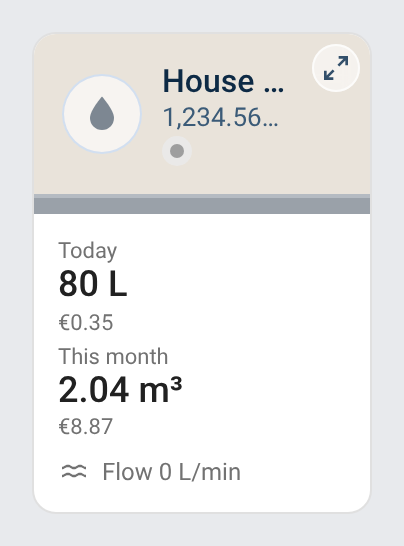 House ...
1,234.56...
Today
80 L
€0.35
This month
2.04 m³
€8.87
Flow 0 L/min